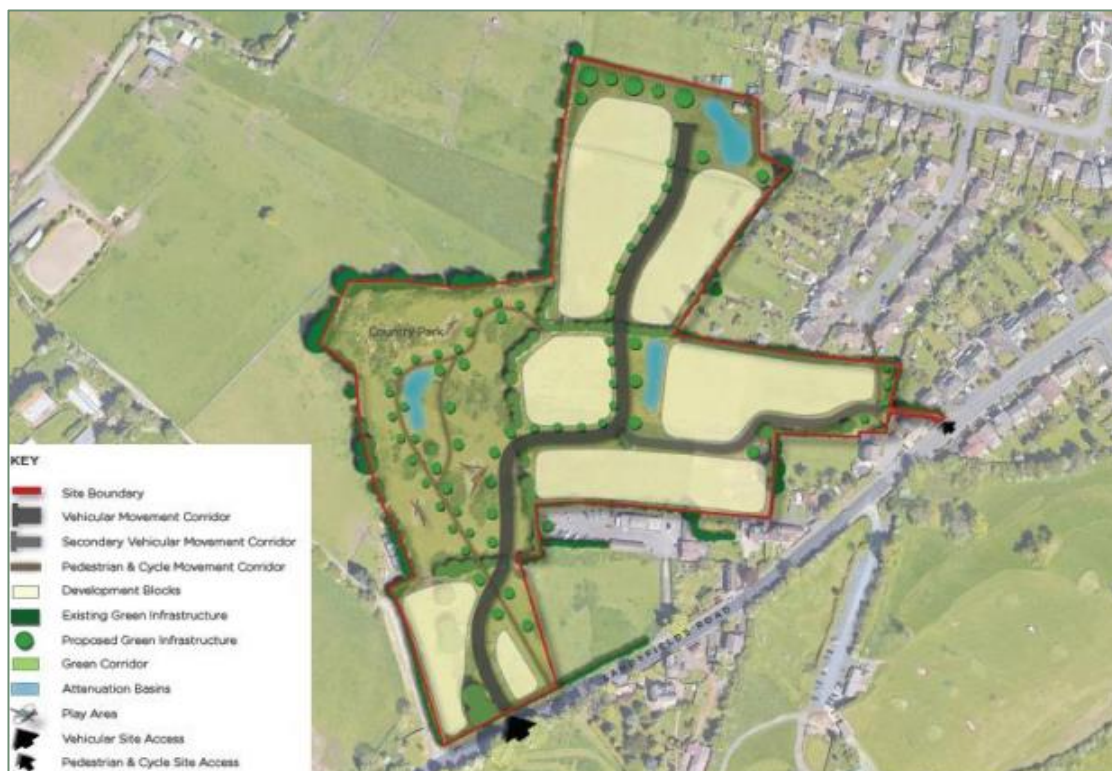 N
Country Park
KEY
Site Boundary
Vehicular Movement Corridor
Secondary Vehicular Movement Corridor
Pedestrian & Cycle Movement Corridor
Development Blocks
Existing Green Infrastructure
Proposed Green Infrastructure
Green Corridor
Attenuation Basins
Play Area
Vehicular Site Access
Pedestrian & Cycle Site Access
ROAD